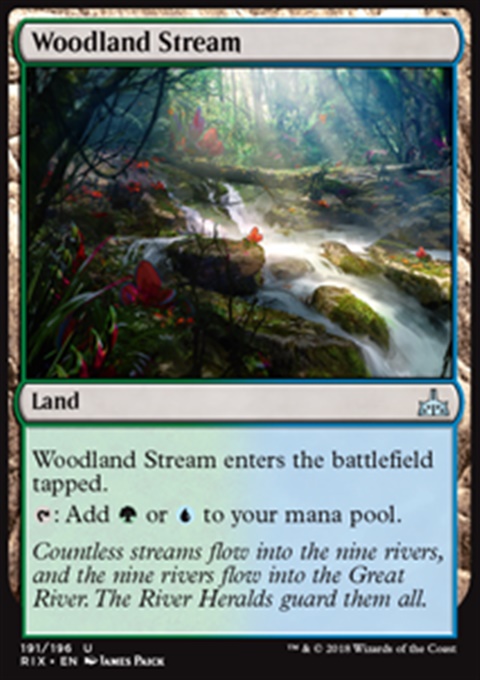 Woodland Stream
Land
Woodland Stream enters the battlefield
tapped.
: Add or to your mana pool.
Countless streams flow into the nine rivers,
and the nine rivers flow into the Great
River. The River Heralds guard them all.
191/196 U
RIX • EN James Paick
™ & © 2018 Wizards of the Coast